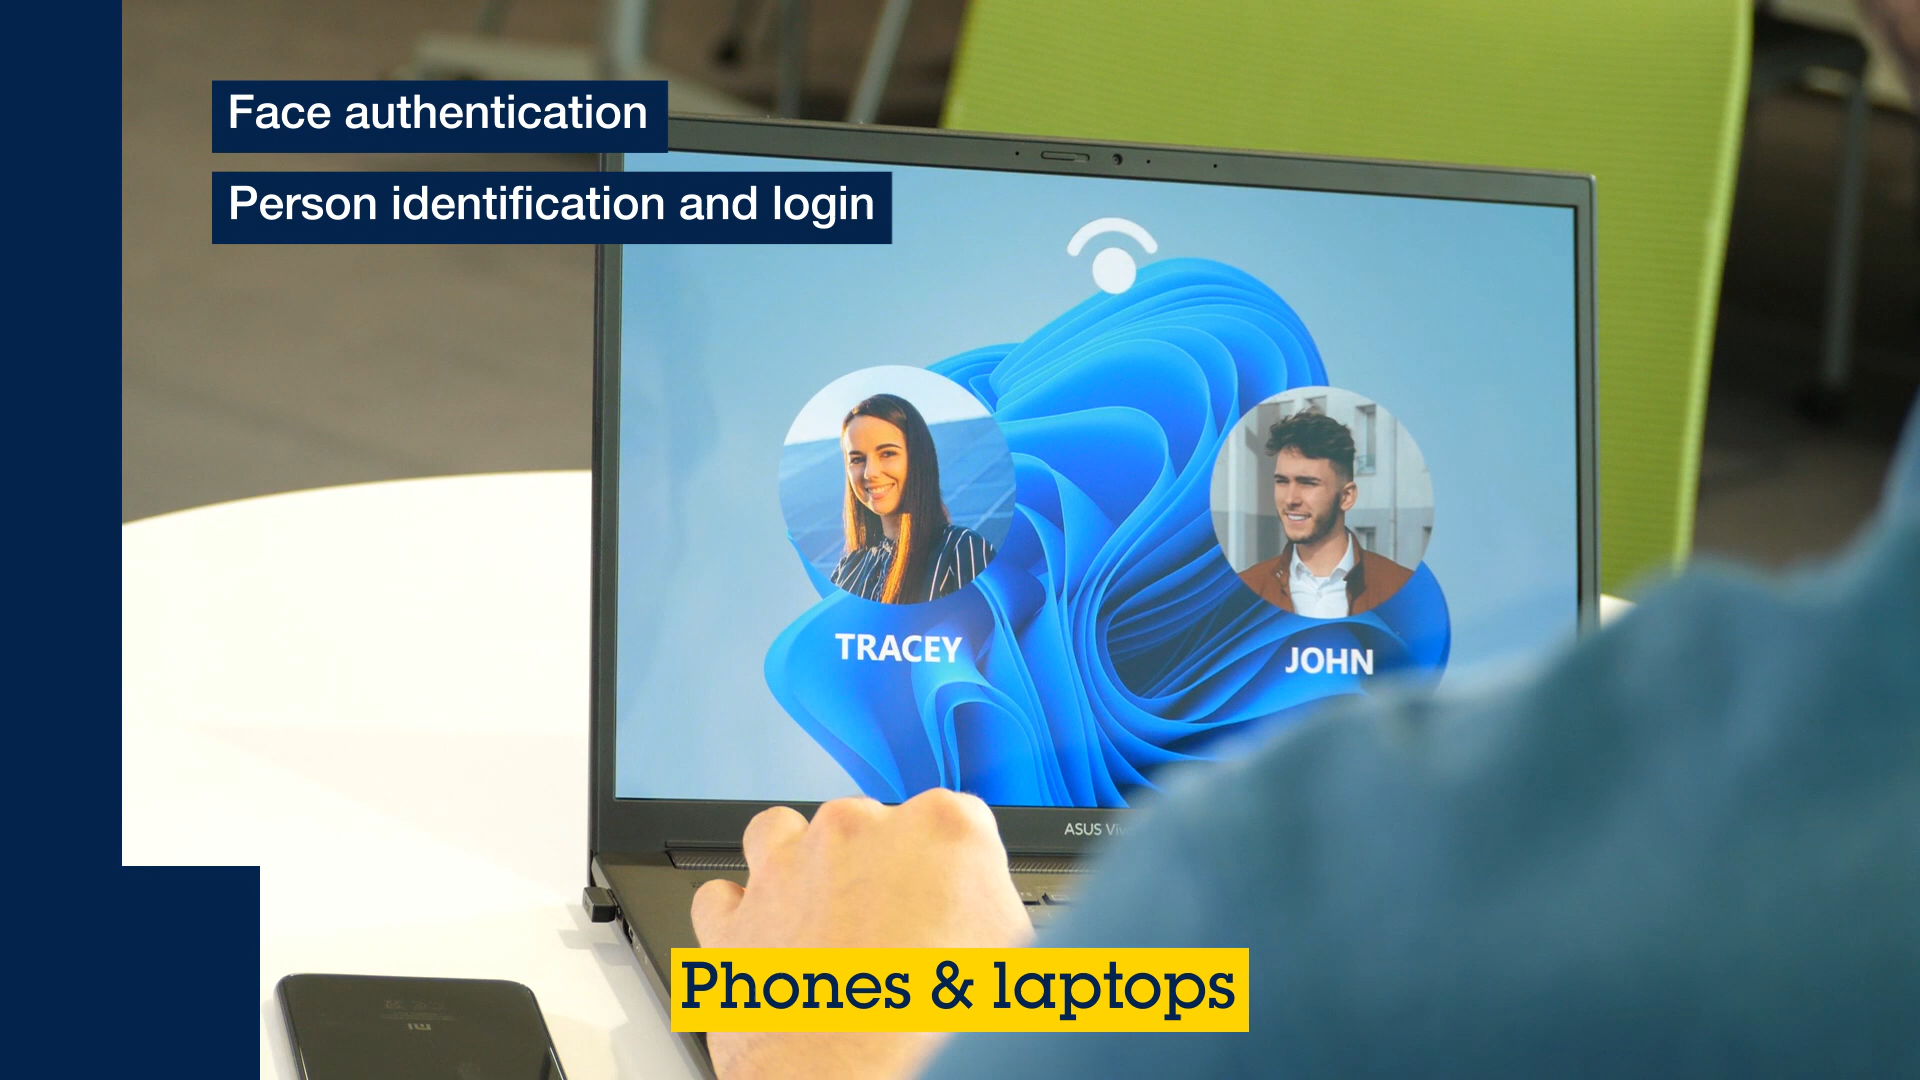 Face authentication
Person identification and login
TRACEY
JOHN
ASUS
Phones & laptops